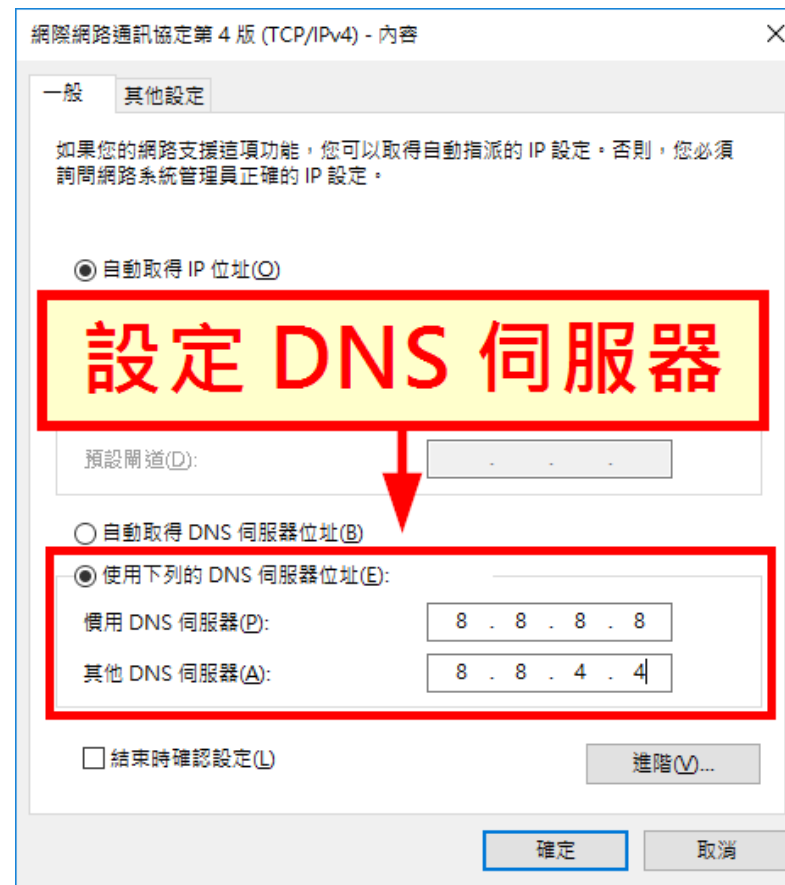 網際網路通訊協定第 4 版 (TCP/IPv4) - 內容
一般
其他設定
如果您的網路支援這項功能，您可以取得自動指派的 IP 設定。否則，您必須
詢問網路系統管理員正確的 IP 設定。
自動取得 IP 位址(O)
設定 DNS 伺服器
預設閘道(D):
. . .
自動取得 DNS 伺服器位址(B)
使用下列的 DNS 伺服器位址(E):
慣用 DNS 伺服器(P):
8 . 8 . 8 . 8
其他 DNS 伺服器(A):
8 . 8 . 4 . 4
結束時確認設定(L)
進階(V)...
確定
取消